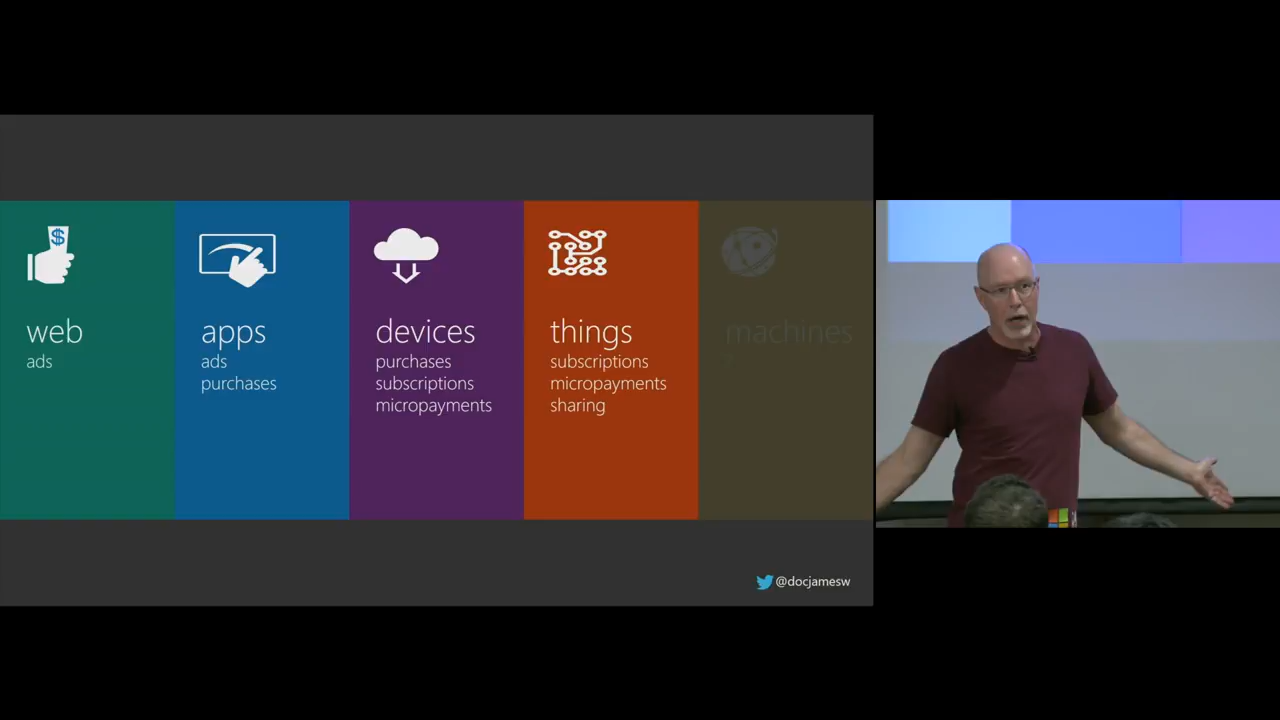 web
ads
apps
ads
purchases
devices
purchases
subscriptions
micropayments
things
subscriptions
micropayments
sharing
machines
@docjamesw